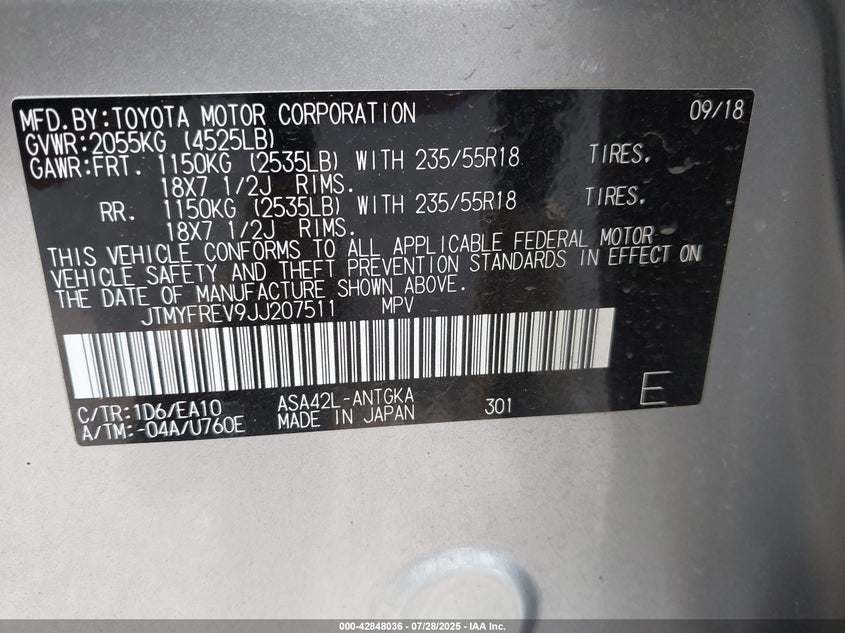 MFD.BY:TOYOTA MOTOR CORPORATION 09/18
GVWR:2055KG (4525LB)
GAWR:FRT. 1150KG (2535LB) WITH 235/55R18 TIRES,
18X7 1/2J RIMS.
RR. 1150KG (2535LB) WITH 235/55R18 TIRES,
18X7 1/2J RIMS.
THIS VEHICLE CONFORMS TO ALL APPLICABLE FEDERAL MOTOR
VEHICLE SAFETY AND THEFT PREVENTION STANDARDS IN EFFECT ON
THE DATE OF MANUFACTURE SHOWN ABOVE.
JTMYFREV9JJ207511 MPV
C/TR:1D6/EA10 ASA42L-ANTGKA
A/TM:-04A/U760E MADE IN JAPAN 301 E
000-42848036 / 07/28/2025 - IAA Inc.